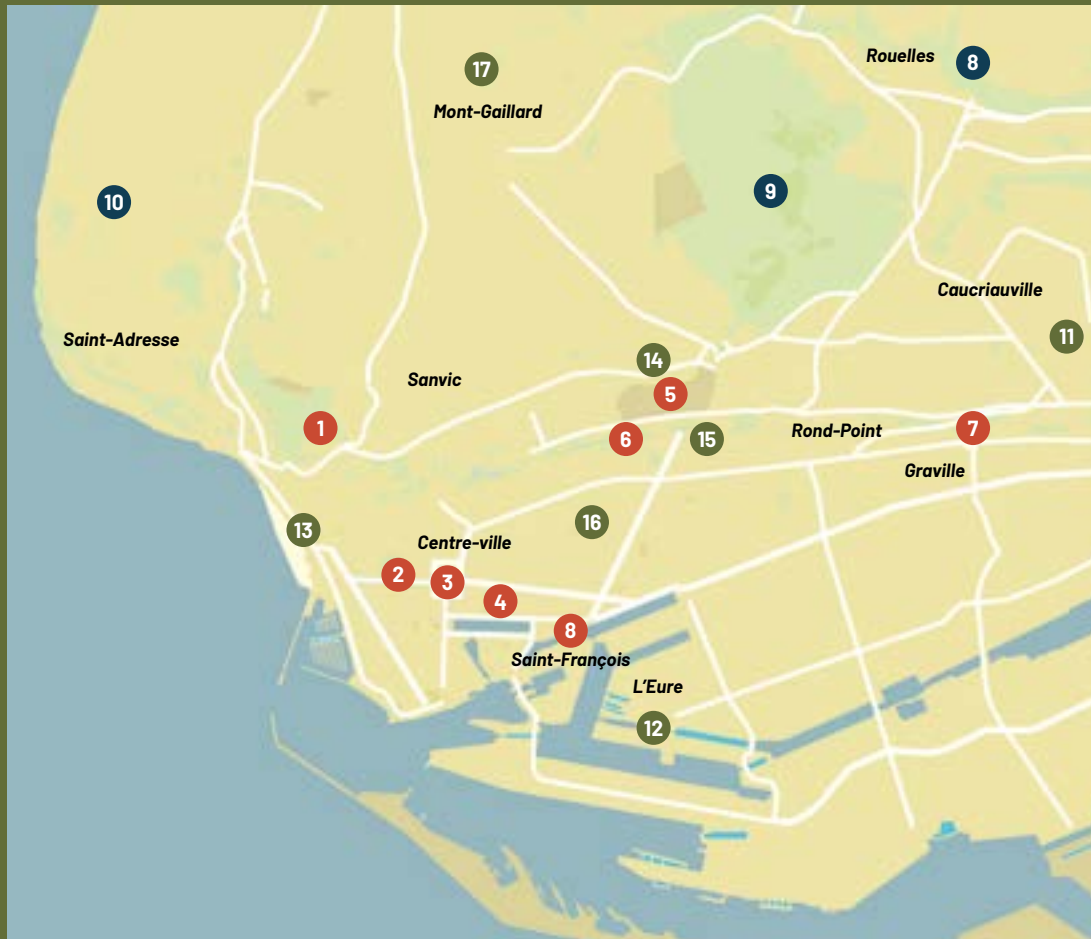 Rouelles
8
17
Mont-Gaillard
9
10
Caucriauville
11
Saint-Adresse
14
Sanvic
5
1
6
15
Rond-Point
7
Graville
13
16
Centre-ville
2
3
4
8
Saint-François
L'Eure
12